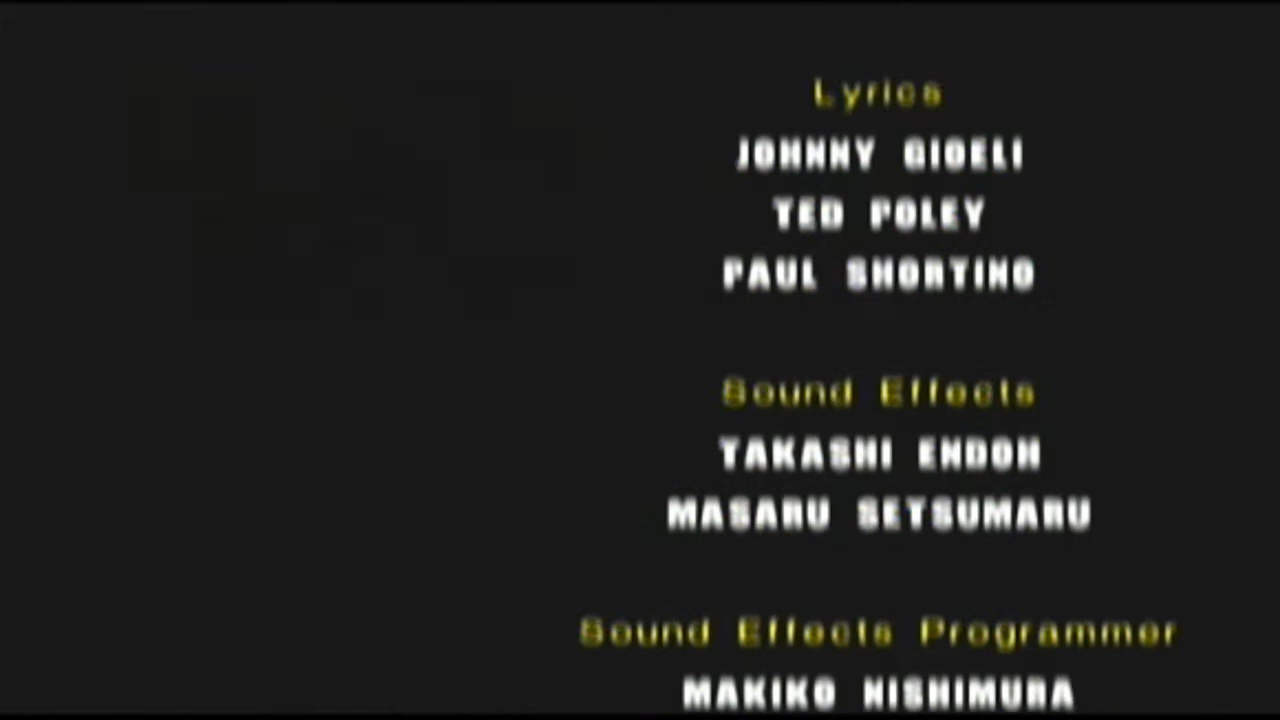 Lyrics
JOHNNY GIOELI
TED POLEY
PAUL SHORTINO
Sound Effects
TAKASHI ENDOH
MASARU SETSUMARU
Sound Effects Programmer
MAKIKO NISHIMURA